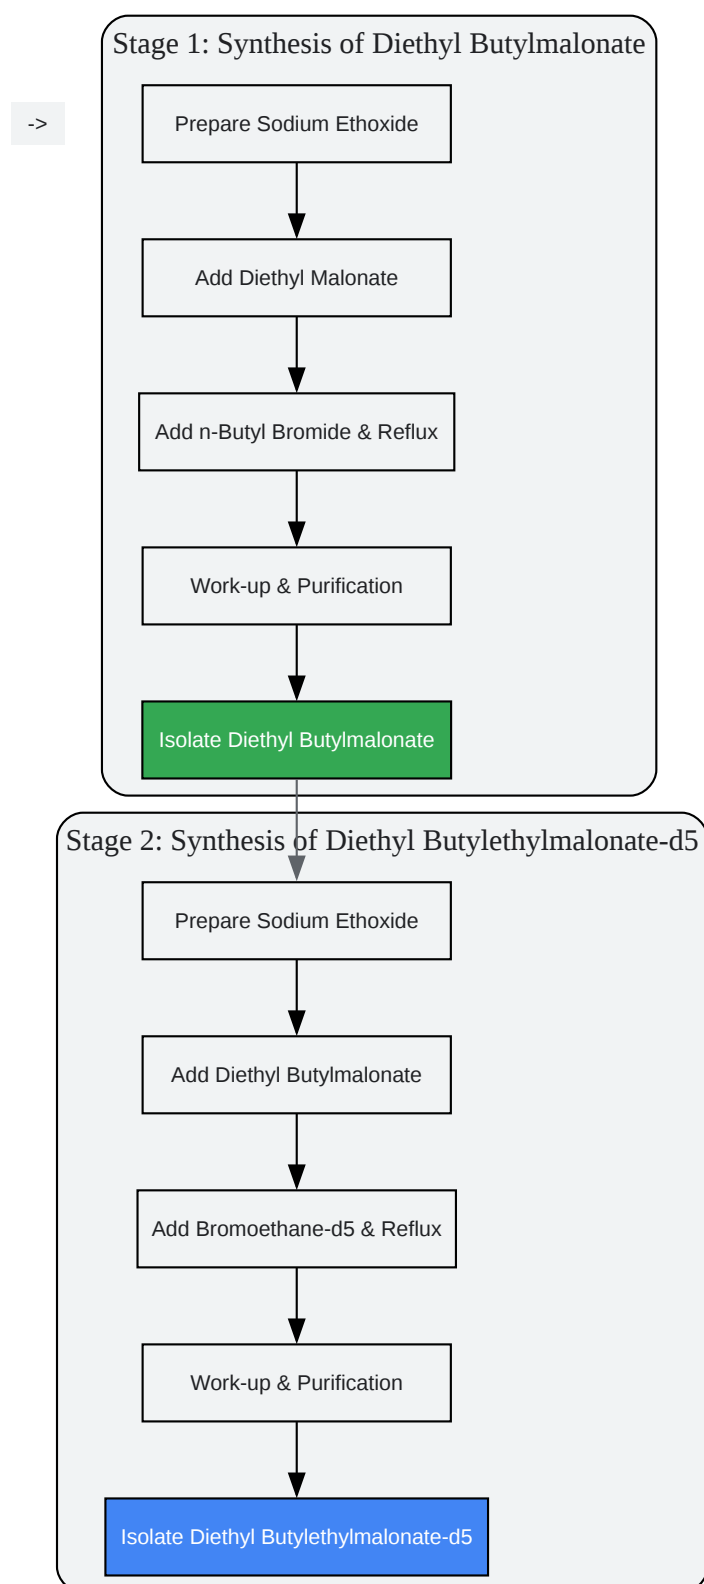 Stage 1: Synthesis of Diethyl Butylmalonate
->
Prepare Sodium Ethoxide
Add Diethyl Malonate
Add n-Butyl Bromide & Reflux
Work-up & Purification
Isolate Diethyl Butylmalonate
Stage 2: Synthesis of Diethyl Butylethylmalonate-d5
Prepare Sodium Ethoxide
Add Diethyl Butylmalonate
Add Bromoethane-d5 & Reflux
Work-up & Purification
Isolate Diethyl Butylethylmalonate-d5